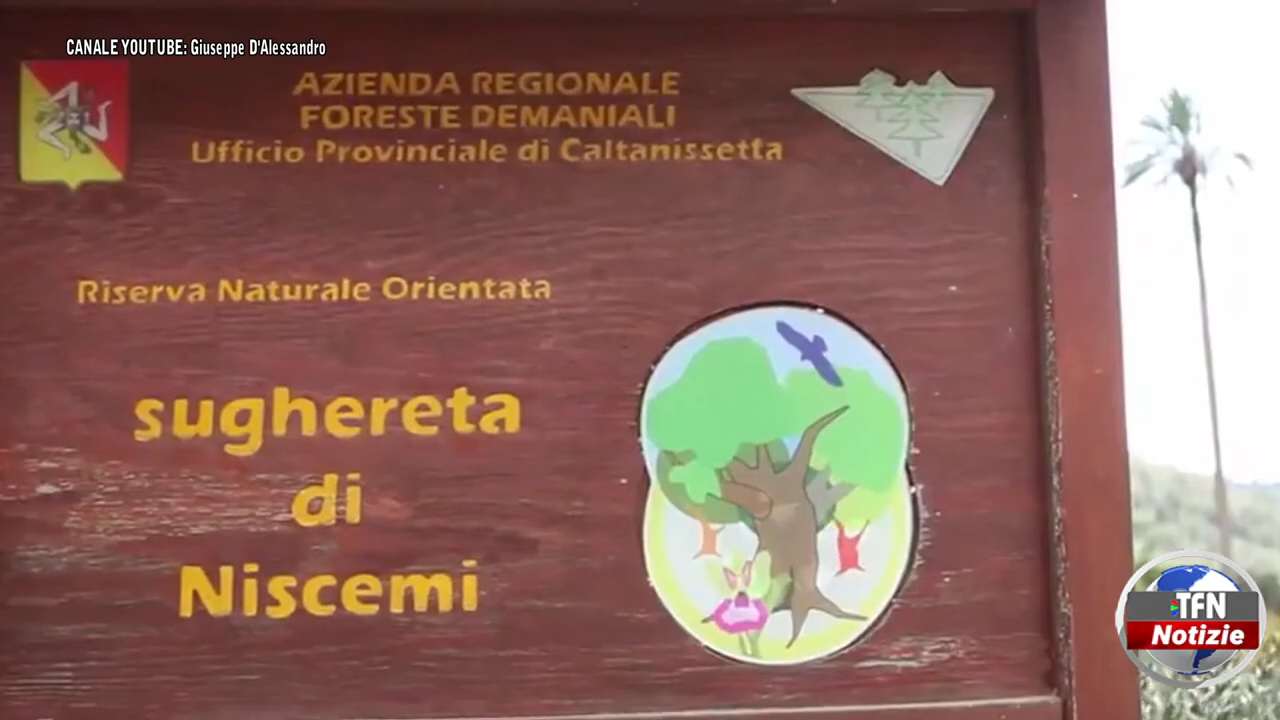 CANALE YOUTUBE: Giuseppe D'Alessandro
AZIENDA REGIONALE
FORESTE DEMANIALI
Ufficio Provinciale di Caltanissetta
Riserva Naturale Orientata
sughereta
di
Niscemi
TFN
Notizie